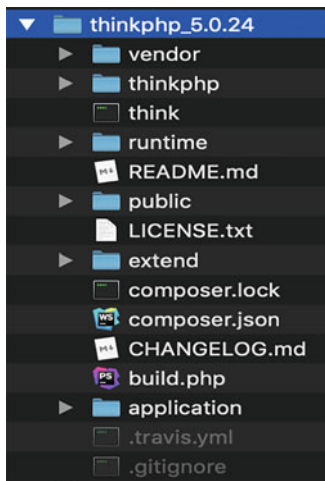 thinkphp_5.0.24
vendor
thinkphp
think
runtime
README.md
public
LICENSE.txt
extend
composer.lock
composer.json
CHANGELOG.md
build.php
application
.travis.yml
.gitignore